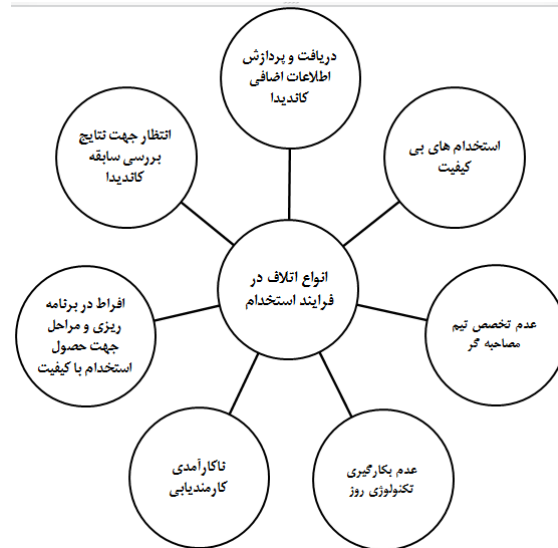 دریافت و پردازش
اطلاعات اضافی
کاندیدا
استخدام های بی
کیفیت
عدم تخصص تیم
مصاحبه گر
عدم بکارگیری
تکنولوژی روز
ناکارآمدی
کارمندیابی
افراط در برنامه
ریزی و مراحل
جهت حصول
استخدام با کیفیت
انتظار جهت نتایج
بررسی سابقه
کاندیدا
انواع اتلاف در
فرایند استخدام